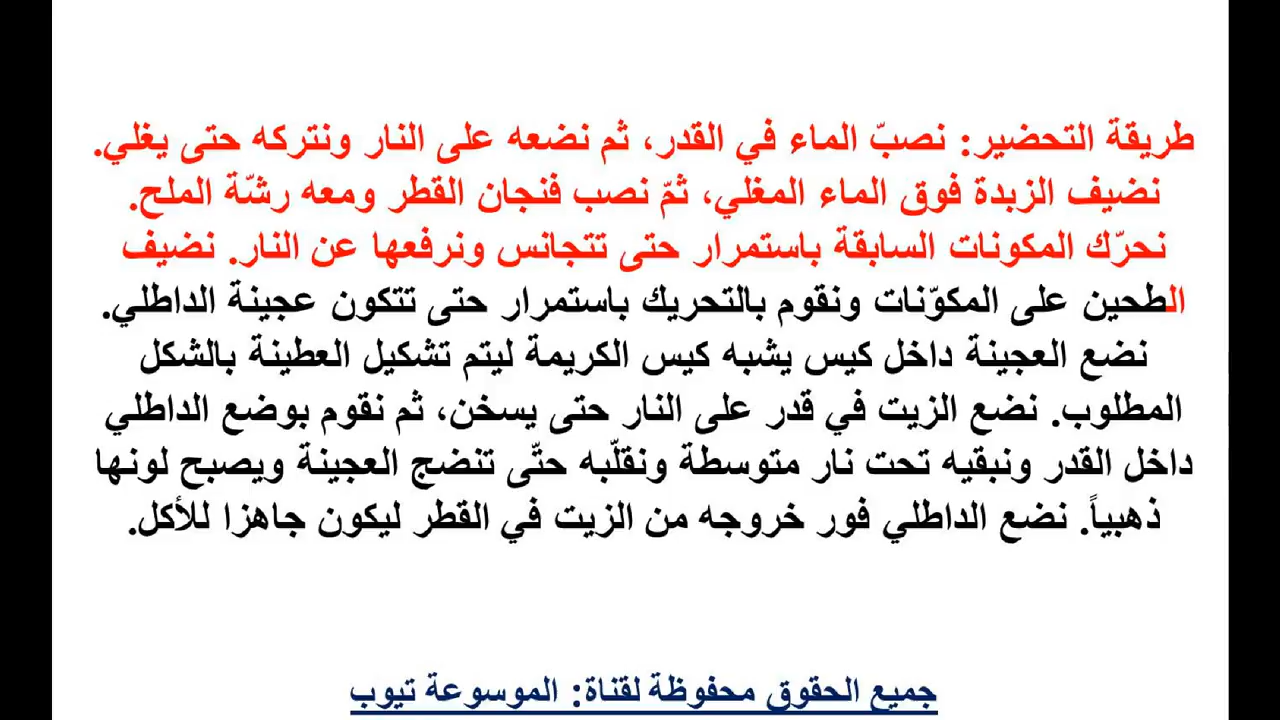 طريقة التحضير: نصبّ الماء في القدر، ثم نضعه على النار ونتركه حتى يغلي.
نضيف الزبدة فوق الماء المغلي، ثمّ نصب فنجان القطر ومعه رشّة الملح.
نحرّك المكونات السابقة باستمرار حتى تتجانس ونرفعها عن النار. نضيف
الطحين على المكوّنات ونقوم بالتحريك باستمرار حتى تتكون عجينة الداطلي.
نضع العجينة داخل كيس يشبه كيس الكريمة ليتم تشكيل العطينة بالشكل
المطلوب. نضع الزيت في قدر على النار حتى يسخن، ثم نقوم بوضع الداطلي
داخل القدر ونبقيه تحت نار متوسطة ونقلّبه حتّى تنضج العجينة ويصبح لونها
ذهبياً. نضع الداطلي فور خروجه من الزيت في القطر ليكون جاهزا للأكل.
جميع الحقوق محفوظة لقناة: الموسوعة تيوب